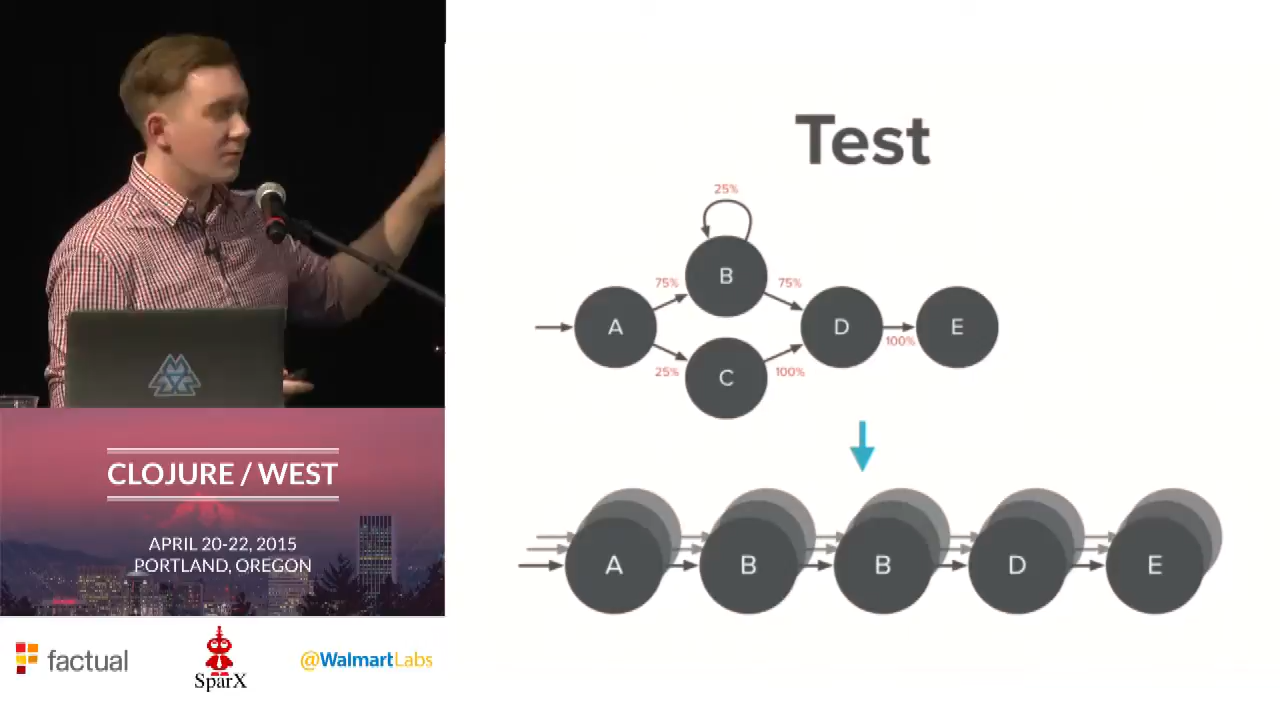 Test
25%
B
75%
75%
A
D
E
100%
25%
C
100%
A
B
B
D
E
CLOJURE / WEST
APRIL 20-22, 2015
PORTLAND, OREGON
factual
SparX
@WalmartLabs